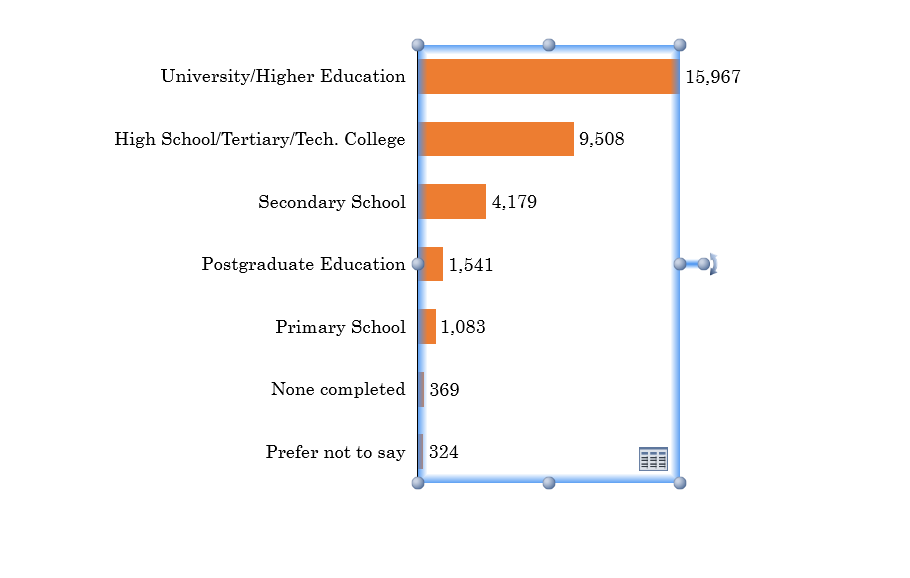 University/Higher Education 15,967
High School/Tertiary/Tech. College 9,508
Secondary School 4,179
Postgraduate Education 1,541
Primary School 1,083
None completed 369
Prefer not to say 324